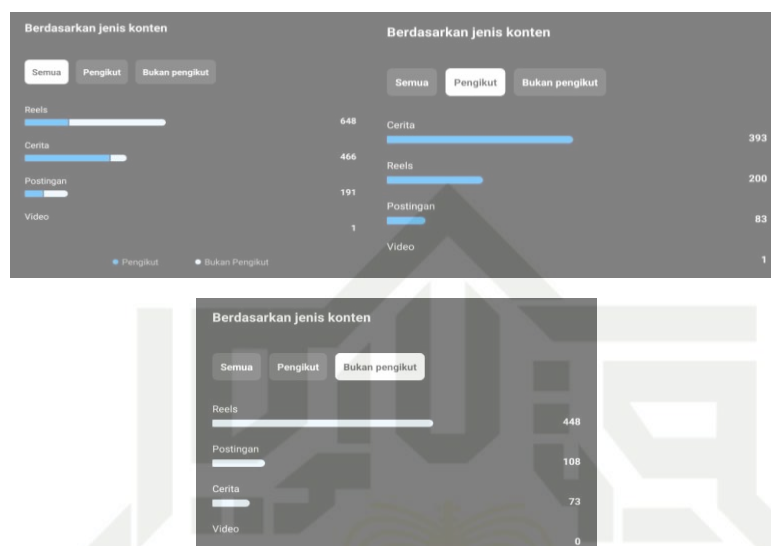 Berdasarkan jenis konten
Semua Pengikut Bukan pengikut
Reels
648
Cerita
466
Postingan
191
Video
1
Pengikut Bukan Pengikut
Berdasarkan jenis konten
Semua Pengikut Bukan pengikut
Cerita
393
Reels
200
Postingan
83
Video
1
Berdasarkan jenis konten
Semua Pengikut Bukan pengikut
Reels
448
Postingan
108
Cerita
73
Video
0